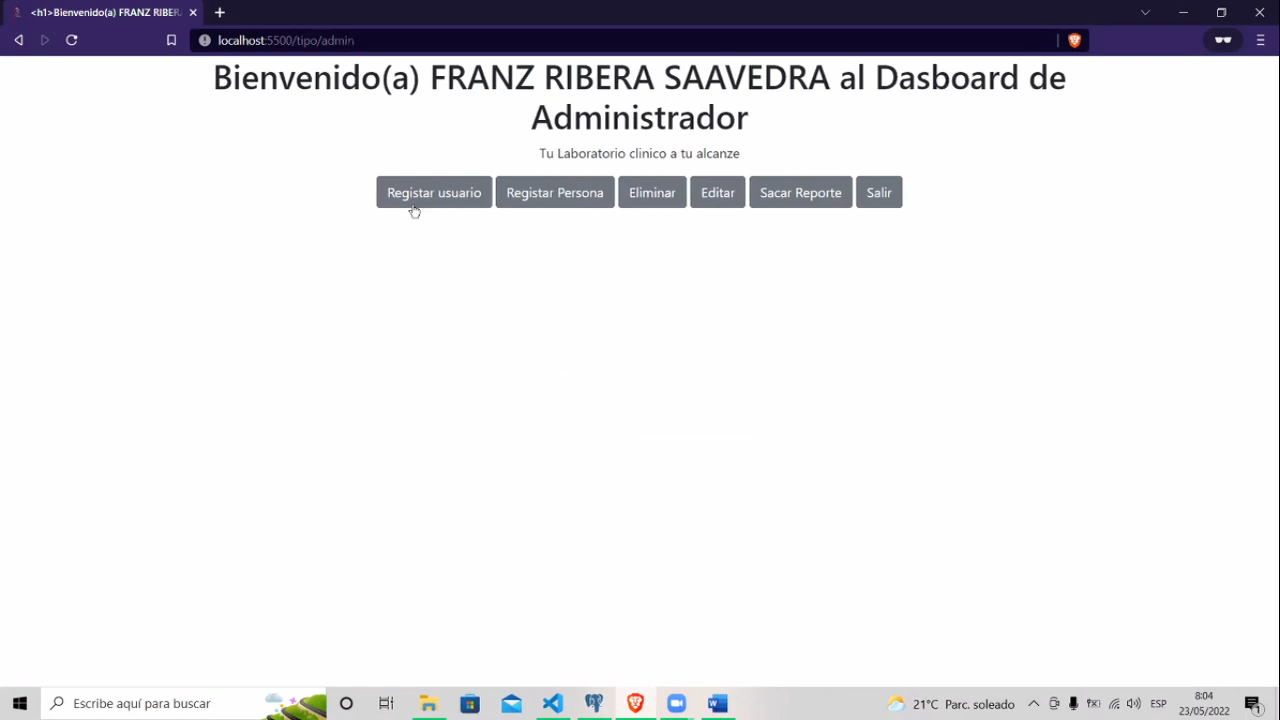 <h1>Bienvenido(a) FRANZ RIBER
localhost:5500/tipo/admin
Bienvenido(a) FRANZ RIBERA SAAVEDRA al Dasboard de
Administrador
Tu Laboratorio clinico a tu alcanze
Registar usuario Registar Persona Eliminar Editar Sacar Reporte Salir
Escribe aquí para buscar
21°C Parc. soleado
ESP
8:04
23/05/2022
1